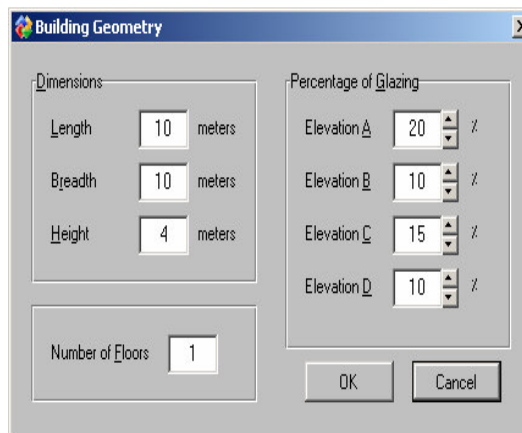 Building Geometry
Dimensions
Length 10 meters
Breadth 10 meters
Height 4 meters
Number of Floors 1
Percentage of Glazing
Elevation A 20 %
Elevation B 10 %
Elevation C 15 %
Elevation D 10 %
OK Cancel